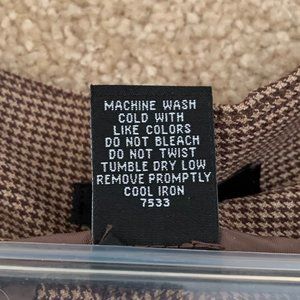 MACHINE WASH
COLD WITH
LIKE COLORS
DO NOT BLEACH
DO NOT TWIST
TUMBLE DRY LOW
REMOVE PROMPTLY
COOL IRON
7533